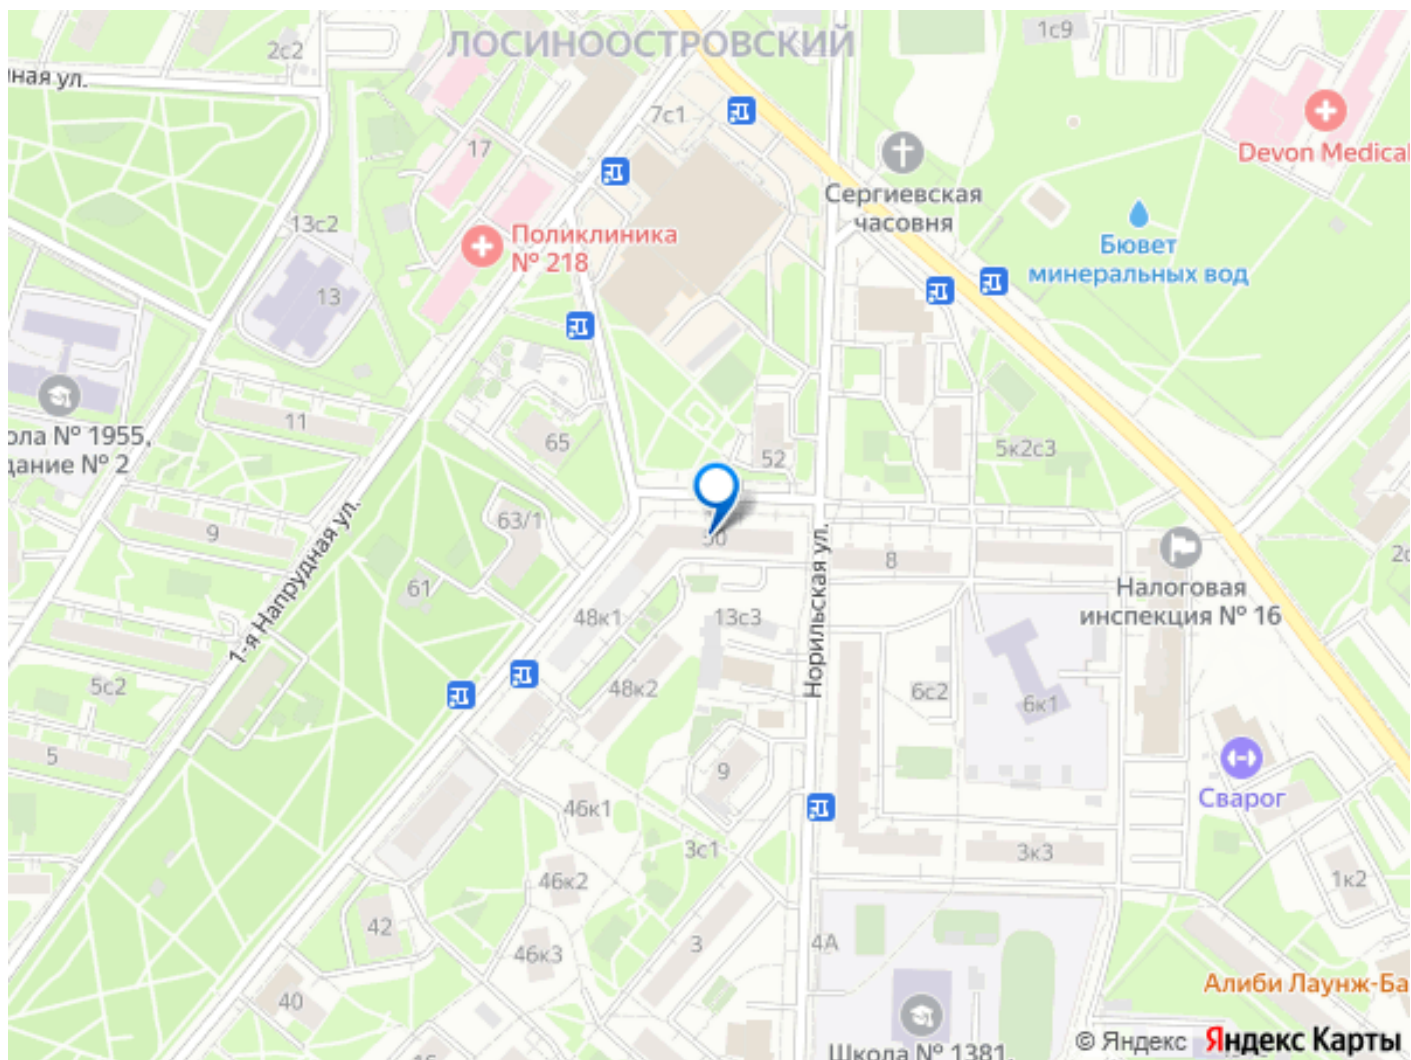 ЛОСИНООСТРОВСКИЙ
1с9
2с2
ная ул.
7с1
17
Devon Medical
Сергиевская
часовня
13с2
Поликлиника
№ 218
Бювет
минеральных вод
13
11
ола № 1955,
дание № 2
65
52
5к2с3
63/1
9
50
8
1-я Напрудная ул.
Норильская ул.
Налоговая
инспекция № 16
61
48к1
13с3
5с2
48к2
6с2
6к1
5
9
Сварог
46к1
3с1
3к3
46к2
1к2
42
46к3
3
4А
40
Алиби Лаунж-Ба
Школа № 1381,
© Яндекс Яндекс Карты